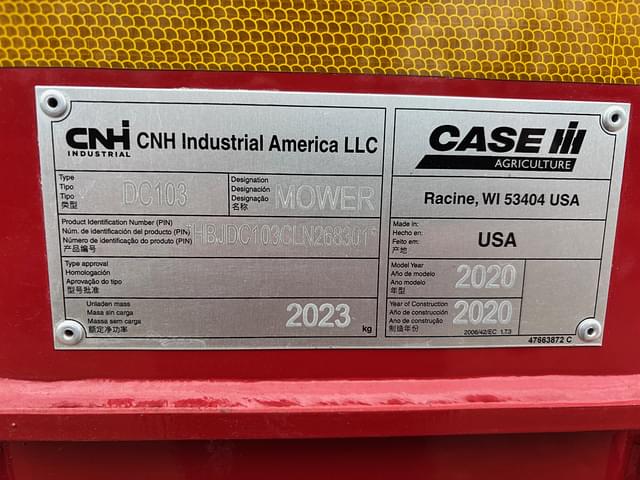 CNH INDUSTRIAL
CNH Industrial America LLC
Type
Tipo
Tipo
类型
DC103
Designation
Designación
Designação
名称
MOWER
Product Identification Number (PIN)
Núm. de identificación del producto (PIN)
Número de identificação do produto (PIN)
产品编号
*HBJDC103CLN268301*
Type approval
Homologación
Aprovação do tipo
型号批准
Unladen mass
Masa sin carga
Massa sem carga
额定净功率
2023
kg
CASE IH
AGRICULTURE
Racine, WI 53404 USA
Made in:
Hecho en:
Feito em:
产地
USA
Model Year
Año de modelo
Ano modelo
年型
2020
Year of Construction
Año de construcción
Ano de construção
制造年份
2020
2006/42/EC 1.7.3
47663872 C